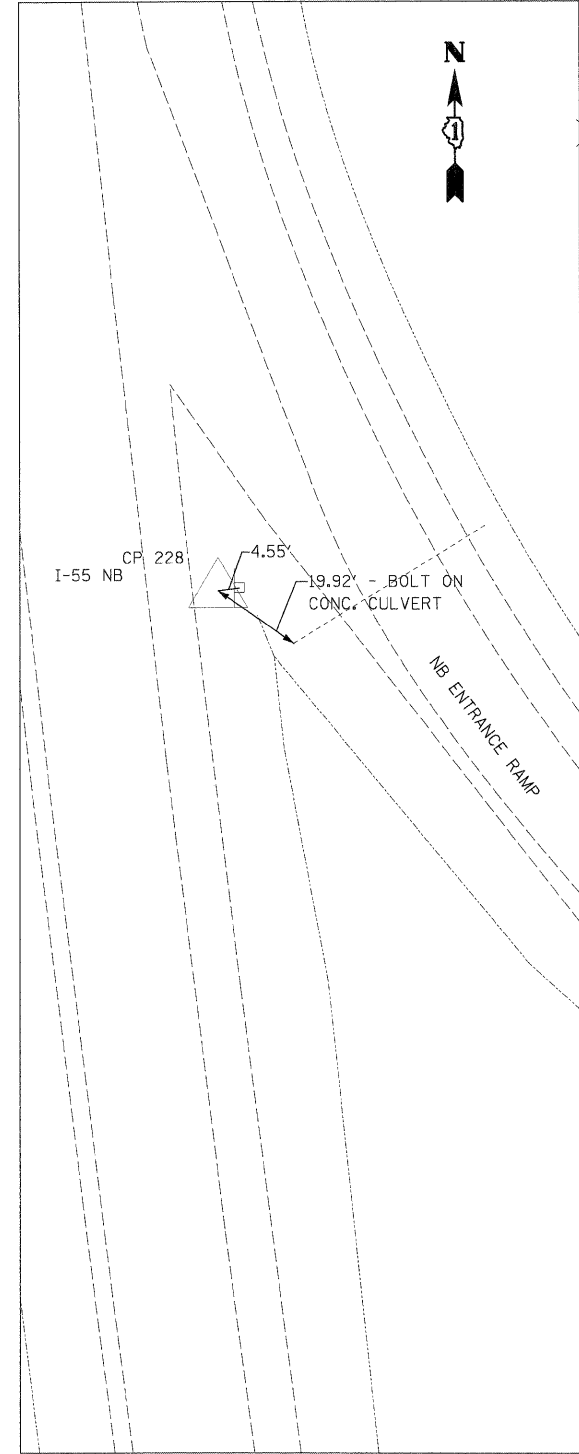 N
1
CP 228
4.55'
I-55 NB
19.92' - BOLT ON
CONC. CULVERT
NB ENTRANCE RAMP